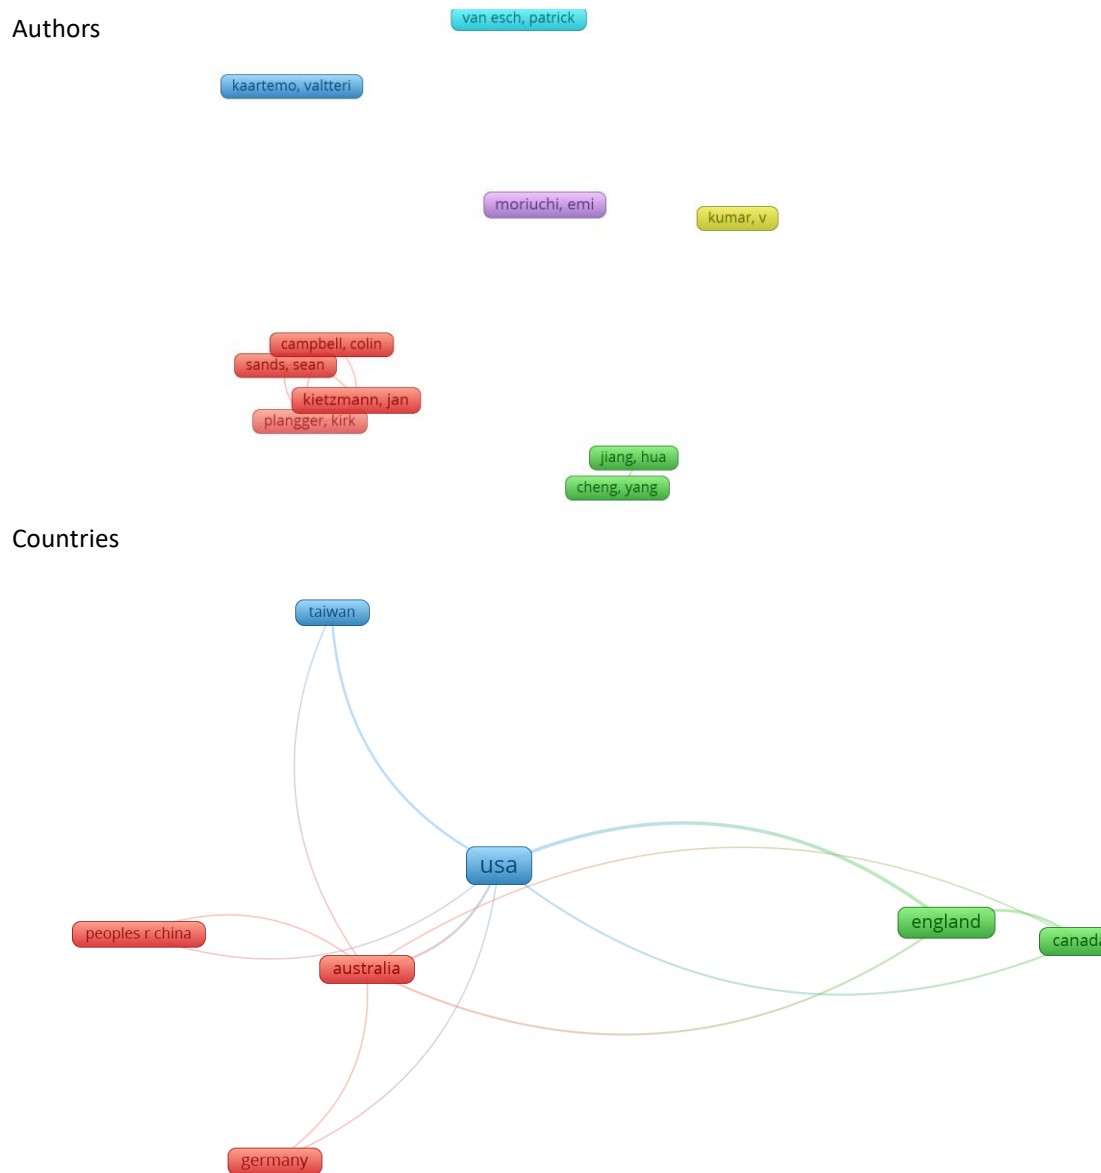 Authors
van esch, patrick
kaartemo, valtteri
moriuchi, emi
kumar, v
campbell, colin
sands, sean
kietzmann, jan
plangger, kirk
jiang, hua
cheng, yang
Countries
taiwan
usa
england
peoples r china
canada
australia
germany